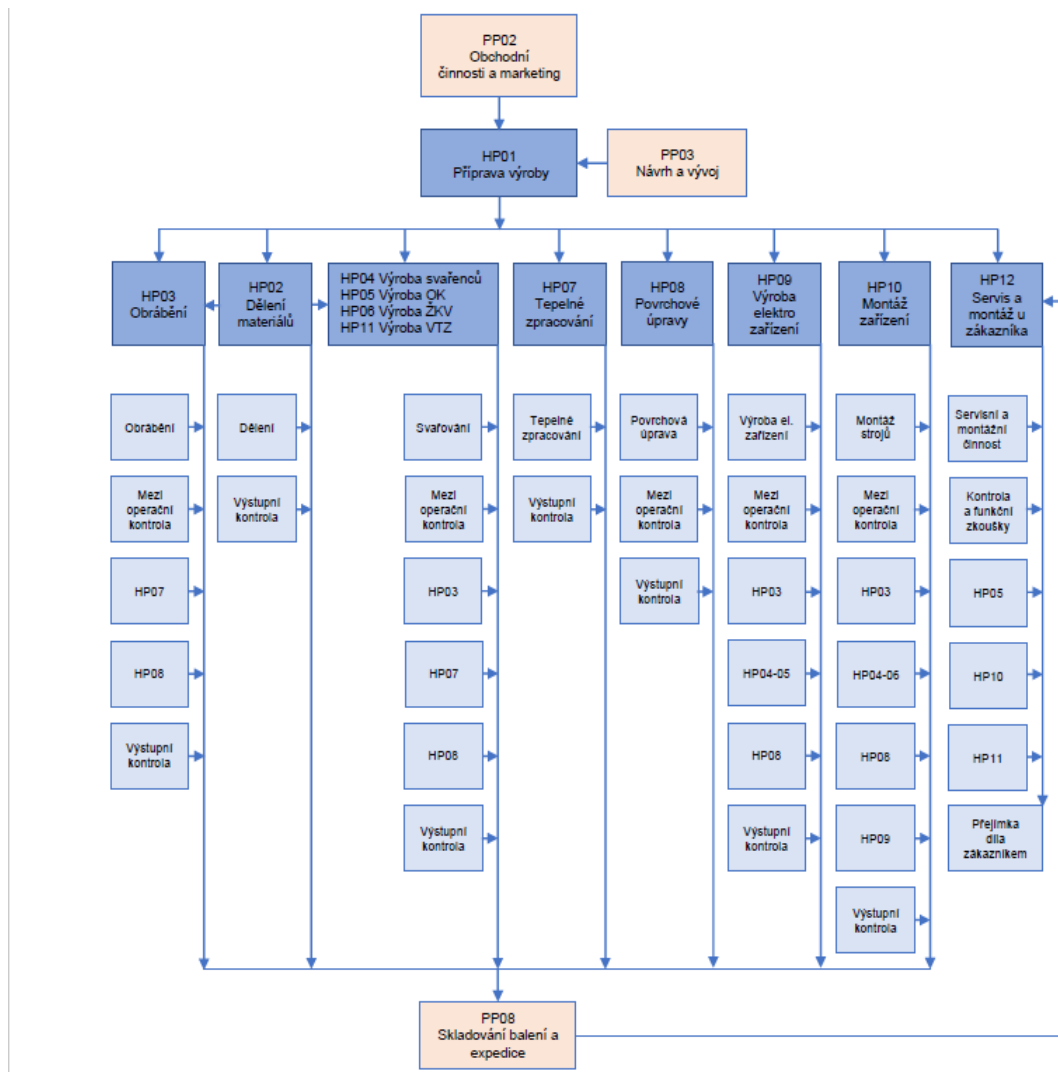 PP02
Obchodní
činnosti a marketing
HP01
Příprava výroby
PP03
Návrh a vývoj
HP03
Obrábění
HP02
Dělení
materiálů
HP04 Výroba svařenců
HP05 Výroba OK
HP06 Výroba ŽKV
HP11 Výroba VTZ
HP07
Tepelné
zpracování
HP08
Povrchové
úpravy
HP09
Výroba
elektro
zařízení
HP10
Montáž
zařízení
HP12
Servis a
montáž u
zákazníka
Obrábění
Mezi
operační
kontrola
HP07
HP08
Výstupní
kontrola
Dělení
Výstupní
kontrola
Svařování
Mezi
operační
kontrola
HP03
HP07
HP08
Výstupní
kontrola
Tepelné
zpracování
Výstupní
kontrola
Povrchová
úprava
Mezi
operační
kontrola
Výstupní
kontrola
Výroba el.
zařízení
Mezi
operační
kontrola
HP03
HP04-05
HP08
Výstupní
kontrola
Montáž
strojů
Mezi
operační
kontrola
HP03
HP04-06
HP08
HP09
Výstupní
kontrola
Servisní a
montážní
činnost
Kontrola
a funkční
zkoušky
HP05
HP10
HP11
Přejímka
díla
zákazníkem
PP08
Skladování balení a
expedice